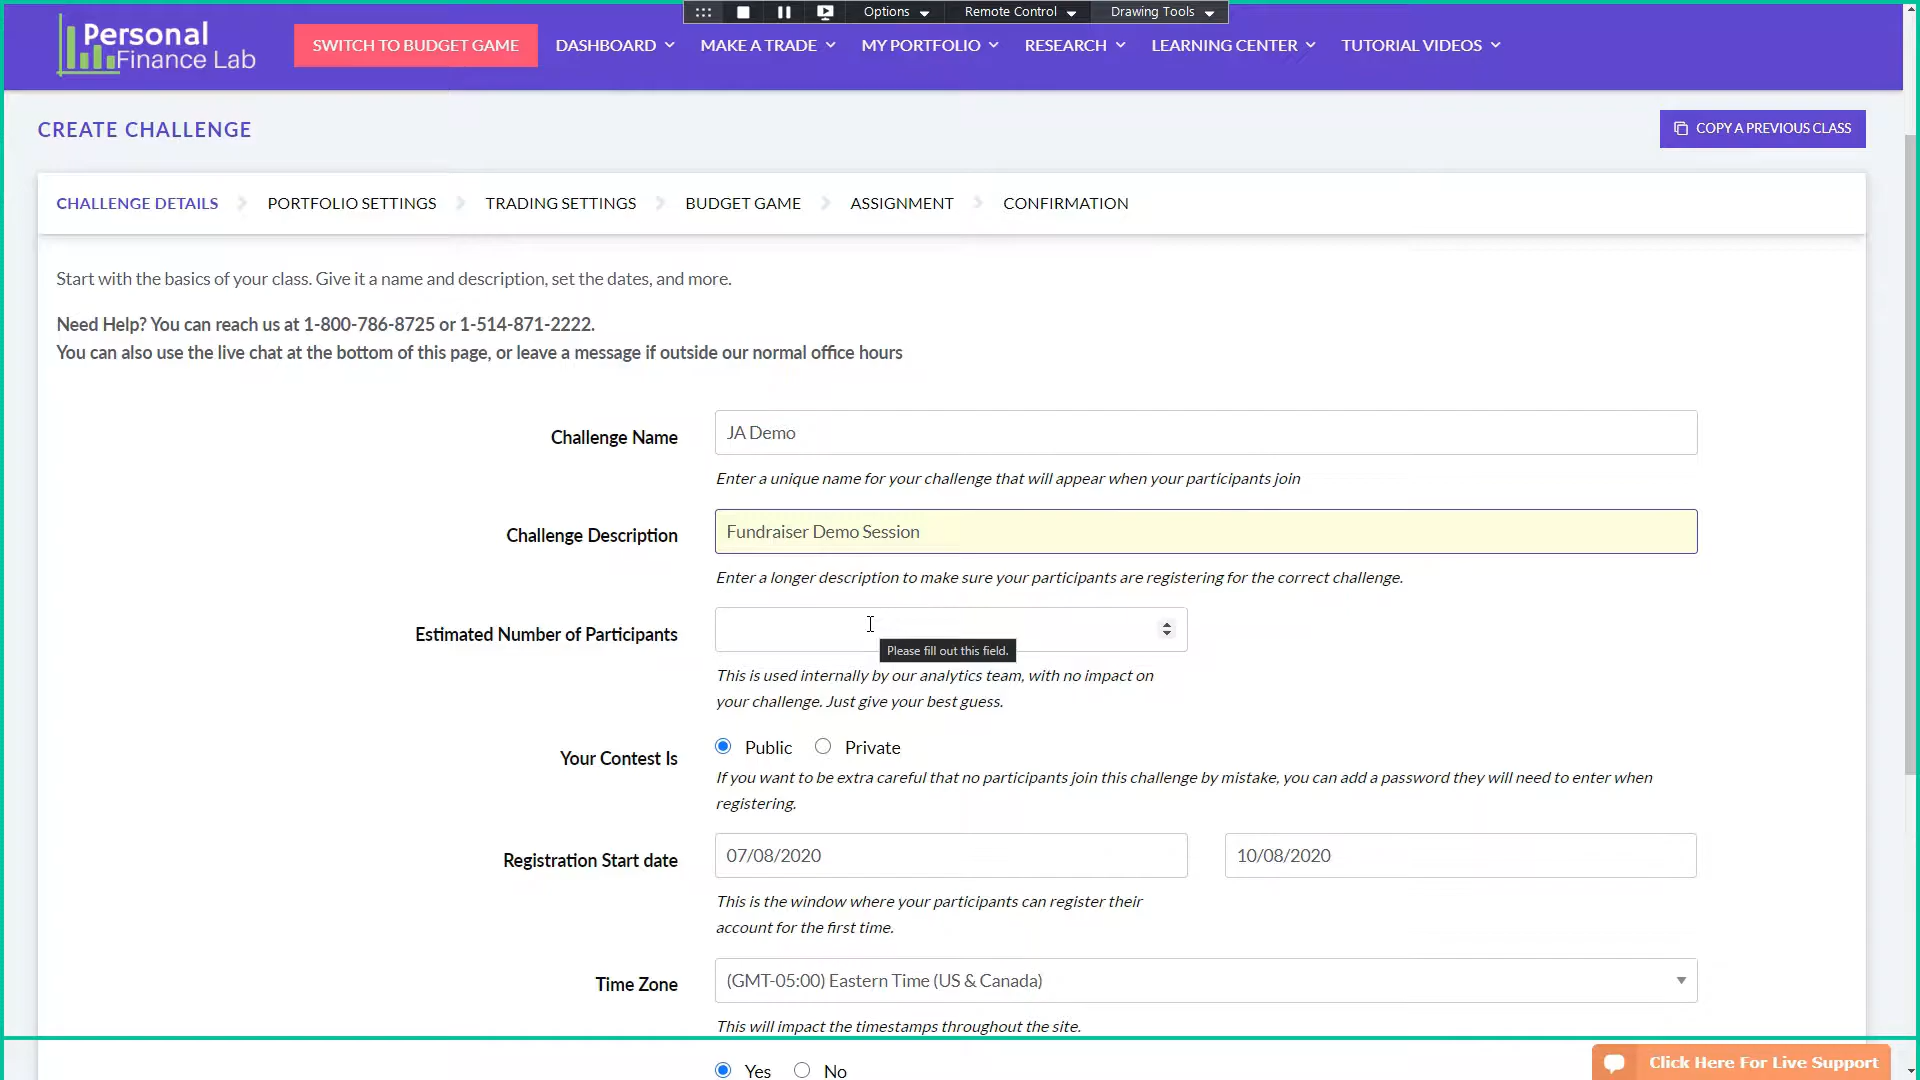 Options
Remote Control
Drawing Tools
Personal
Finance Lab
SWITCH TO BUDGET GAME
DASHBOARD
MAKE A TRADE
MY PORTFOLIO
RESEARCH
LEARNING CENTER
TUTORIAL VIDEOS
CREATE CHALLENGE
COPY A PREVIOUS CLASS
CHALLENGE DETAILS
PORTFOLIO SETTINGS
TRADING SETTINGS
BUDGET GAME
ASSIGNMENT
CONFIRMATION
Start with the basics of your class. Give it a name and description, set the dates, and more.
Need Help? You can reach us at 1-800-786-8725 or 1-514-871-2222.
You can also use the live chat at the bottom of this page, or leave a message if outside our normal office hours
Challenge Name
JA Demo
Enter a unique name for your challenge that will appear when your participants join
Challenge Description
Fundraiser Demo Session
Enter a longer description to make sure your participants are registering for the correct challenge.
Estimated Number of Participants
Please fill out this field.
This is used internally by our analytics team, with no impact on
your challenge. Just give your best guess.
Your Contest Is
Public
Private
If you want to be extra careful that no participants join this challenge by mistake, you can add a password they will need to enter when
registering.
Registration Start date
07/08/2020
10/08/2020
This is the window where your participants can register their
account for the first time.
Time Zone
(GMT-05:00) Eastern Time (US & Canada)
This will impact the timestamps throughout the site.
Yes
No
Click Here For Live Support